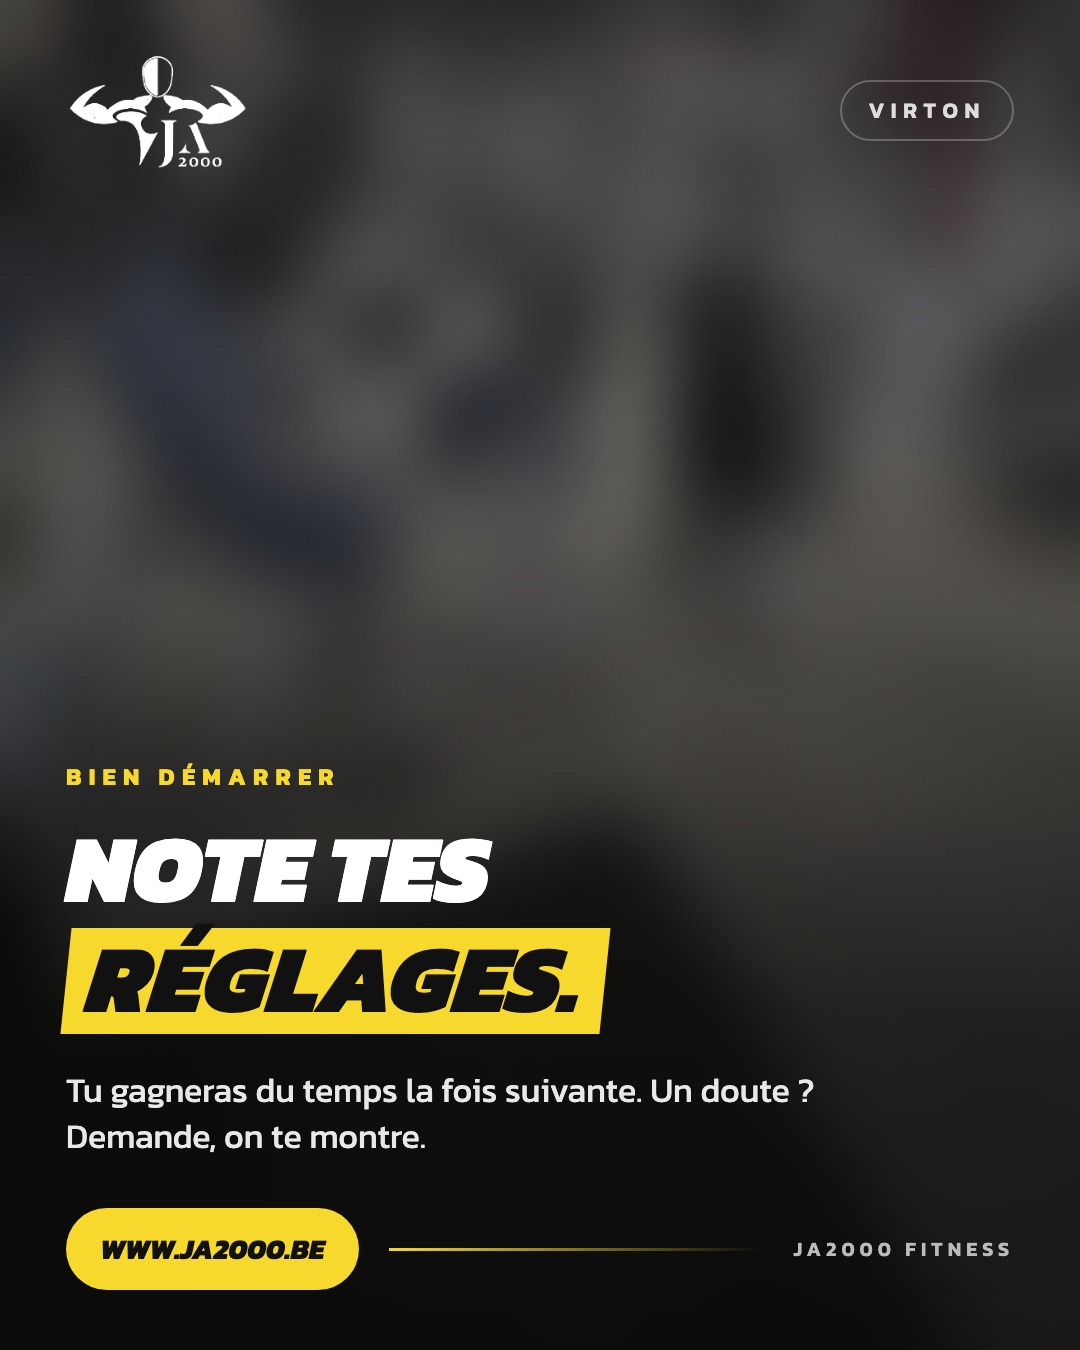 JA
2000
VIRTON
BIEN DÉMARRER
NOTE TES
RÉGLAGES.
Tu gagneras du temps la fois suivante. Un doute ?
Demande, on te montre.
WWW.JA2000.BE
JA2000 FITNESS